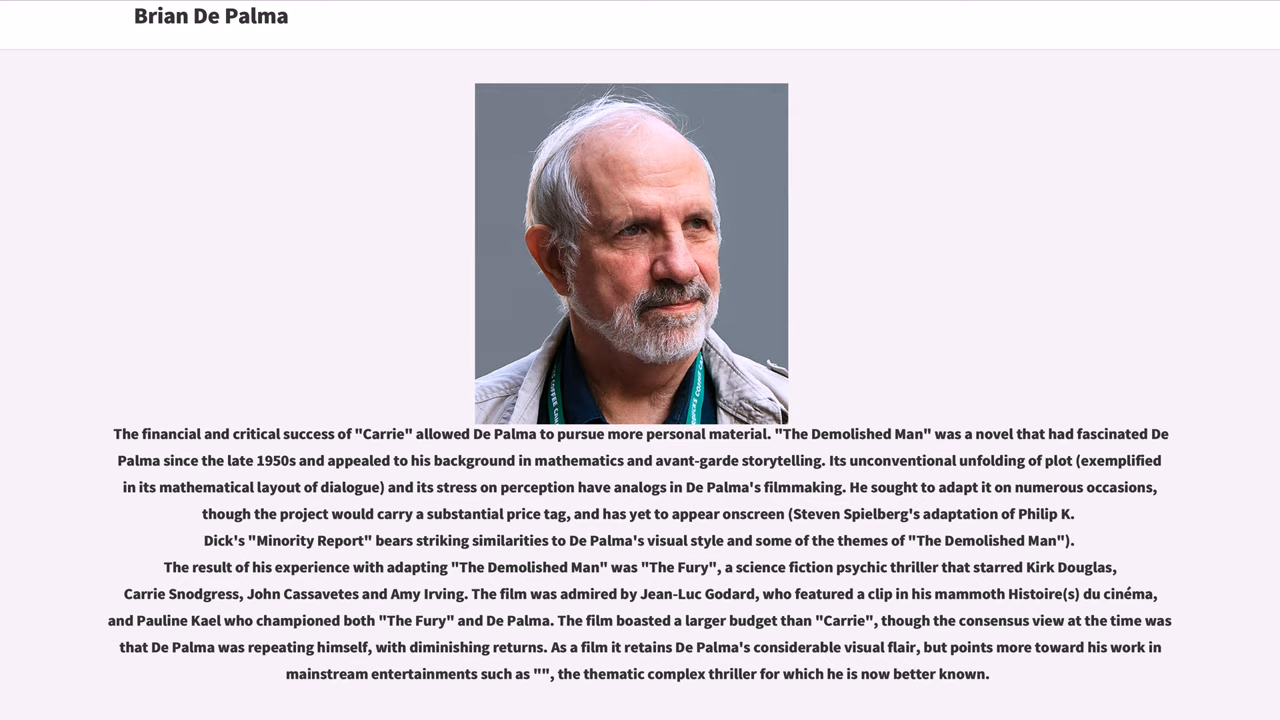 Brian De Palma
The financial and critical success of "Carrie" allowed De Palma to pursue more personal material. "The Demolished Man" was a novel that had fascinated De
Palma since the late 1950s and appealed to his background in mathematics and avant-garde storytelling. Its unconventional unfolding of plot (exemplified
in its mathematical layout of dialogue) and its stress on perception have analogs in De Palma's filmmaking. He sought to adapt it on numerous occasions,
though the project would carry a substantial price tag, and has yet to appear onscreen (Steven Spielberg's adaptation of Philip K.
Dick's "Minority Report" bears striking similarities to De Palma's visual style and some of the themes of "The Demolished Man").
The result of his experience with adapting "The Demolished Man" was "The Fury", a science fiction psychic thriller that starred Kirk Douglas,
Carrie Snodgress, John Cassavetes and Amy Irving. The film was admired by Jean-Luc Godard, who featured a clip in his mammoth Histoire(s) du cinéma,
and Pauline Kael who championed both "The Fury" and De Palma. The film boasted a larger budget than "Carrie", though the consensus view at the time was
that De Palma was repeating himself, with diminishing returns. As a film it retains De Palma's considerable visual flair, but points more toward his work in
mainstream entertainments such as "", the thematic complex thriller for which he is now better known.